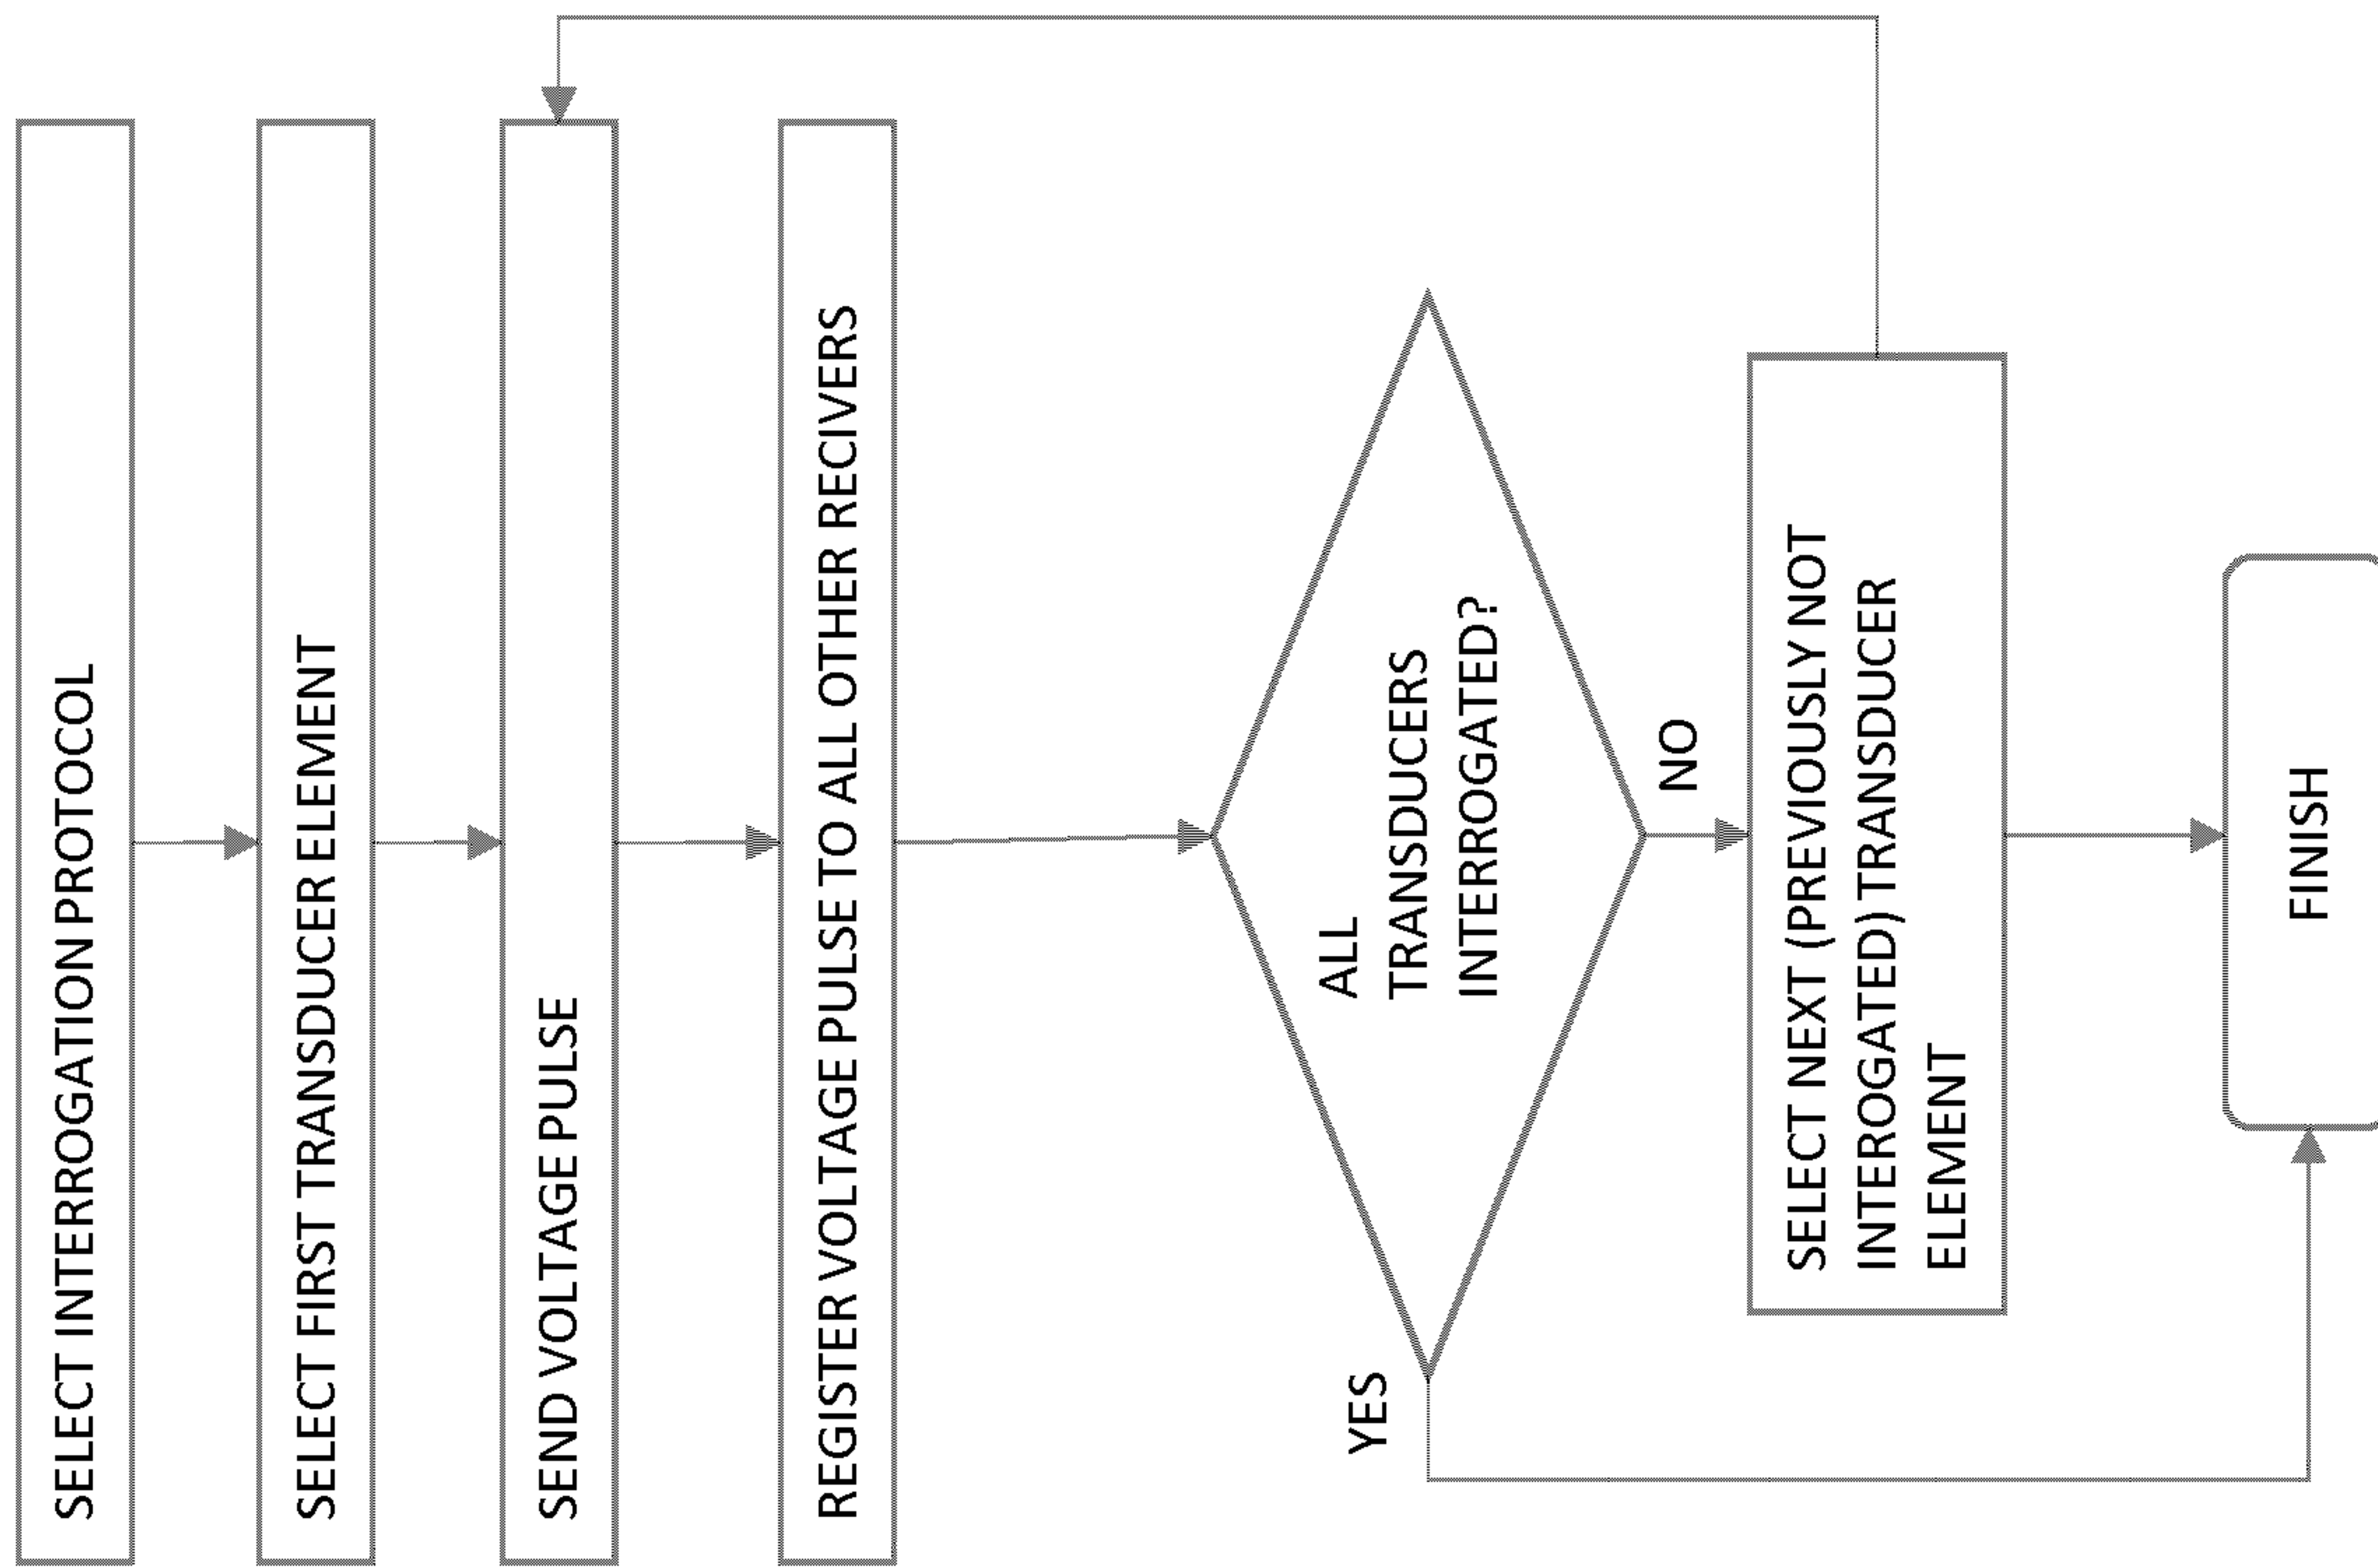 SELECT INTERROGATION PROTOCOL
SELECT FIRST TRANSDUCER ELEMENT
SEND VOLTAGE PULSE
REGISTER VOLTAGE PULSE TO ALL OTHER RECIVERS
ALL
TRANSDUCERS
INTERROGATED?
YES
NO
SELECT NEXT (PREVIOUSLY NOT
INTEROGATED) TRANSDUCER
ELEMENT
FINISH